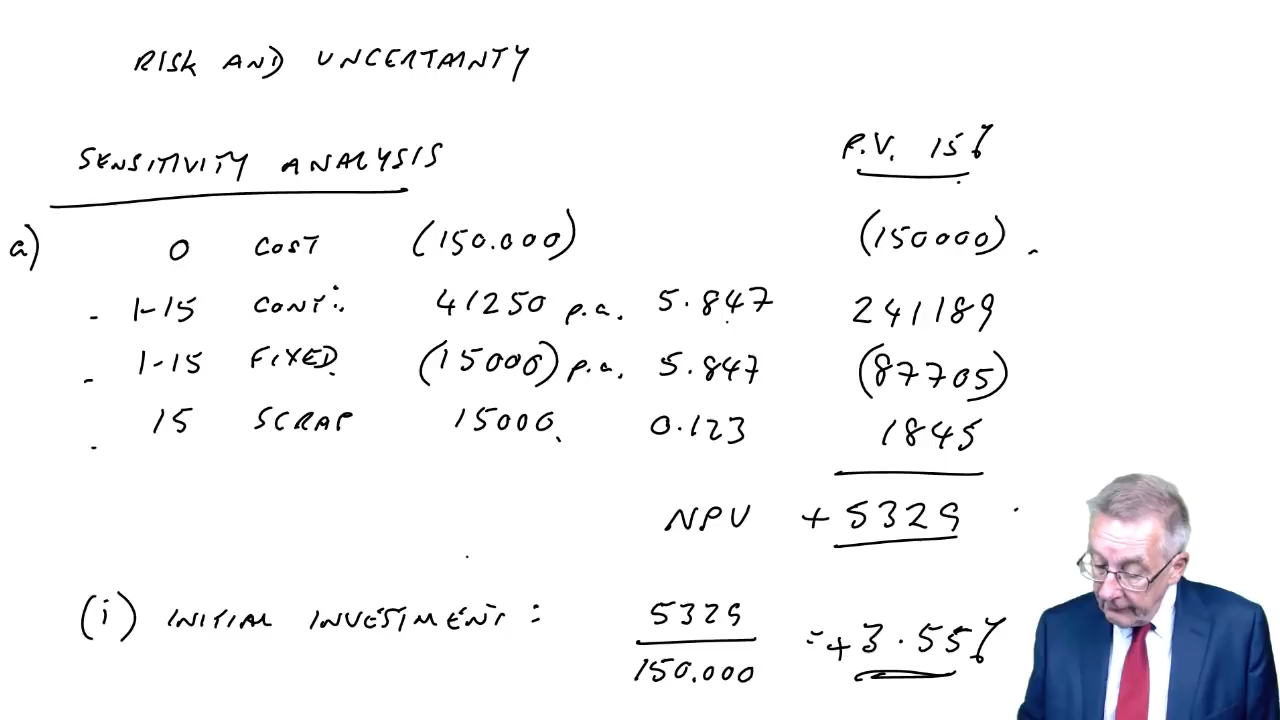 RISK AND UNCERTAINTY
SENSITIVITY ANALYSIS
P.V. 15%
a) 0 COST (150.000) (150000)
1-15 CONT: 41250 p.a. 5.847 241189
1-15 FIXED (15000) p.a. 5.847 (87705)
15 SCRAP 15000 0.123 1845
NPV + 5329
(i) INITIAL INVESTMENT: 5329
150.000
= +3.55%